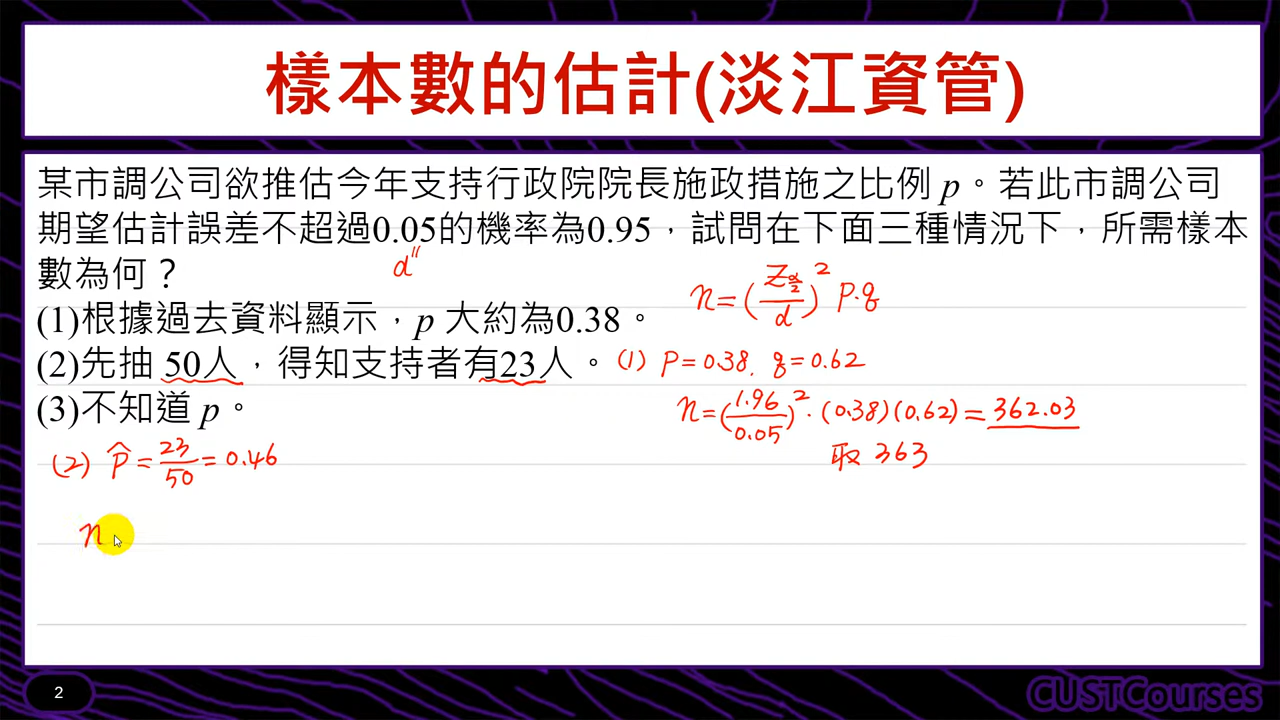 樣本數的估計(淡江資管)
某市調公司欲推估今年支持行政院院長施政措施之比例 p。若此市調公司
期望估計誤差不超過0.05的機率為0.95，試問在下面三種情況下，所需樣本
數為何？
d"
n=(Zα/2/d)² p·q
(1)根據過去資料顯示，p 大約為0.38。
(2)先抽 50人，得知支持者有23人。
(1) p=0.38. q=0.62
(3)不知道 p。
n=(1.96/0.05)²·(0.38)(0.62)=362.03
取 363
(2) p̂=23/50=0.46
n
2
CUSTCourses